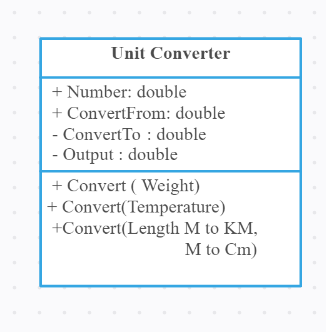 Unit Converter
+ Number: double
+ ConvertFrom: double
- ConvertTo : double
- Output : double
+ Convert ( Weight)
+ Convert(Temperature)
+Convert(Length M to KM,
M to Cm)